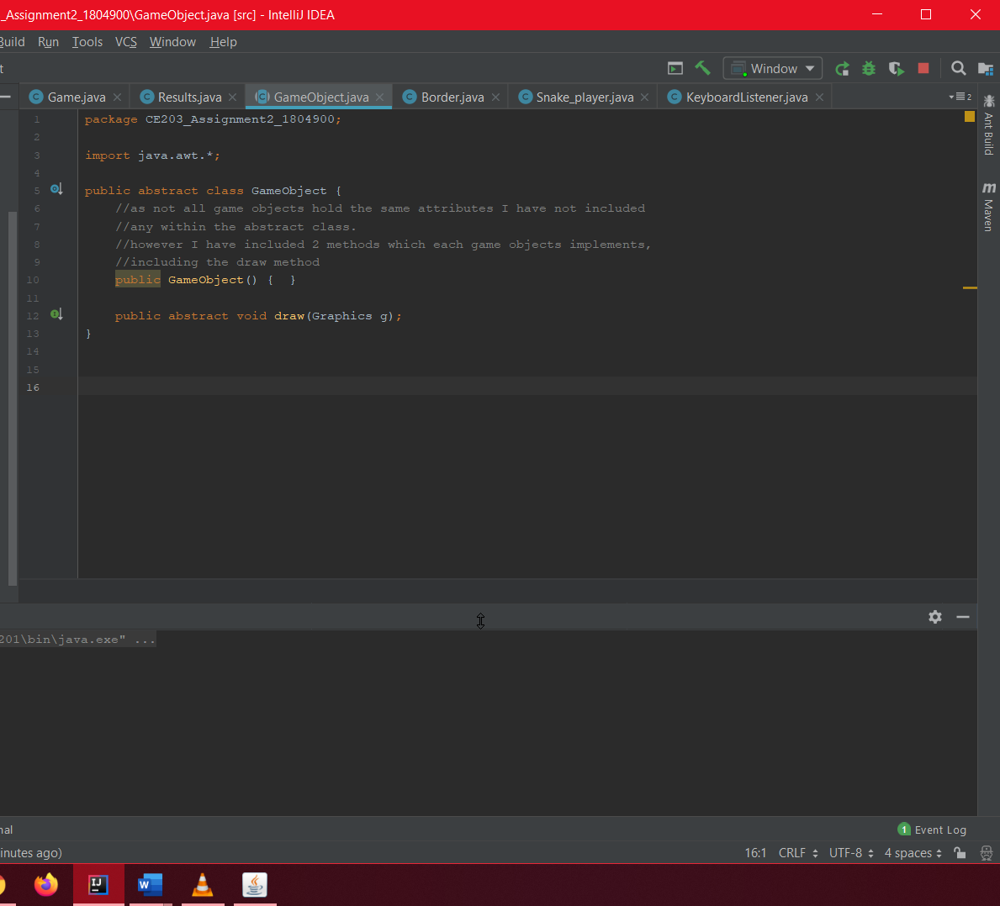 _Assignment2_1804900\GameObject.java [src] - IntelliJ IDEA
Build Run Tools VCS Window Help
t
Window
Game.java Results.java GameObject.java Border.java Snake_player.java KeyboardListener.java 2
1 package CE203_Assignment2_1804900;
2
3 import java.awt.*;
4
5 public abstract class GameObject {
6 //as not all game objects hold the same attributes I have not included
7 //any within the abstract class.
8 //however I have included 2 methods which each game objects implements,
9 //including the draw method
10 public GameObject() {  }
11
12 public abstract void draw(Graphics g);
13 }
14
15
16
Ant Build
m Maven
201\bin\java.exe" ...
nal
1 Event Log
inutes ago)
16:1 CRLF UTF-8 4 spaces
IJ W